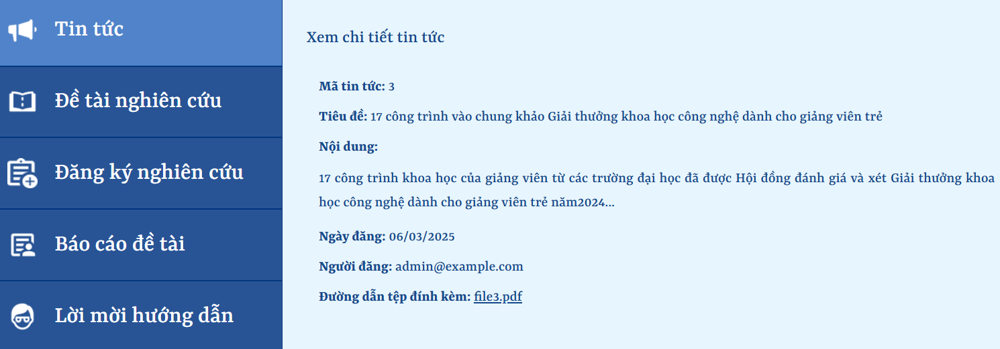 Tin tức
Đề tài nghiên cứu
Đăng ký nghiên cứu
Báo cáo đề tài
Lời mời hướng dẫn
Xem chi tiết tin tức
Mã tin tức: 3
Tiêu đề: 17 công trình vào chung khảo Giải thưởng khoa học công nghệ dành cho giảng viên trẻ
Nội dung:
17 công trình khoa học của giảng viên từ các trường đại học đã được Hội đồng đánh giá và xét Giải thưởng khoa
học công nghệ dành cho giảng viên trẻ năm2024...
Ngày đăng: 06/03/2025
Người đăng: admin@example.com
Đường dẫn tệp đính kèm: file3.pdf